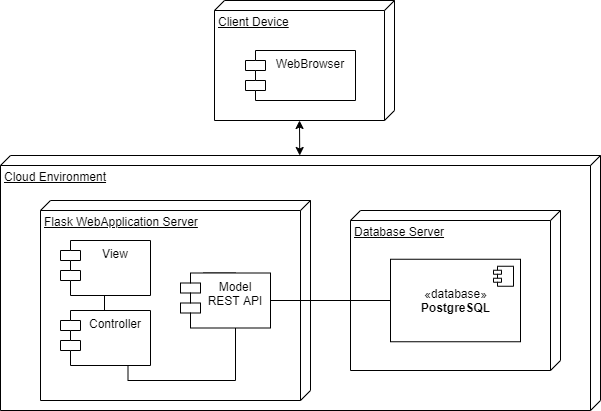 Client Device
WebBrowser
Cloud Environment
Flask WebApplication Server
View
Controller
Model
REST API
Database Server
«database»
PostgreSQL